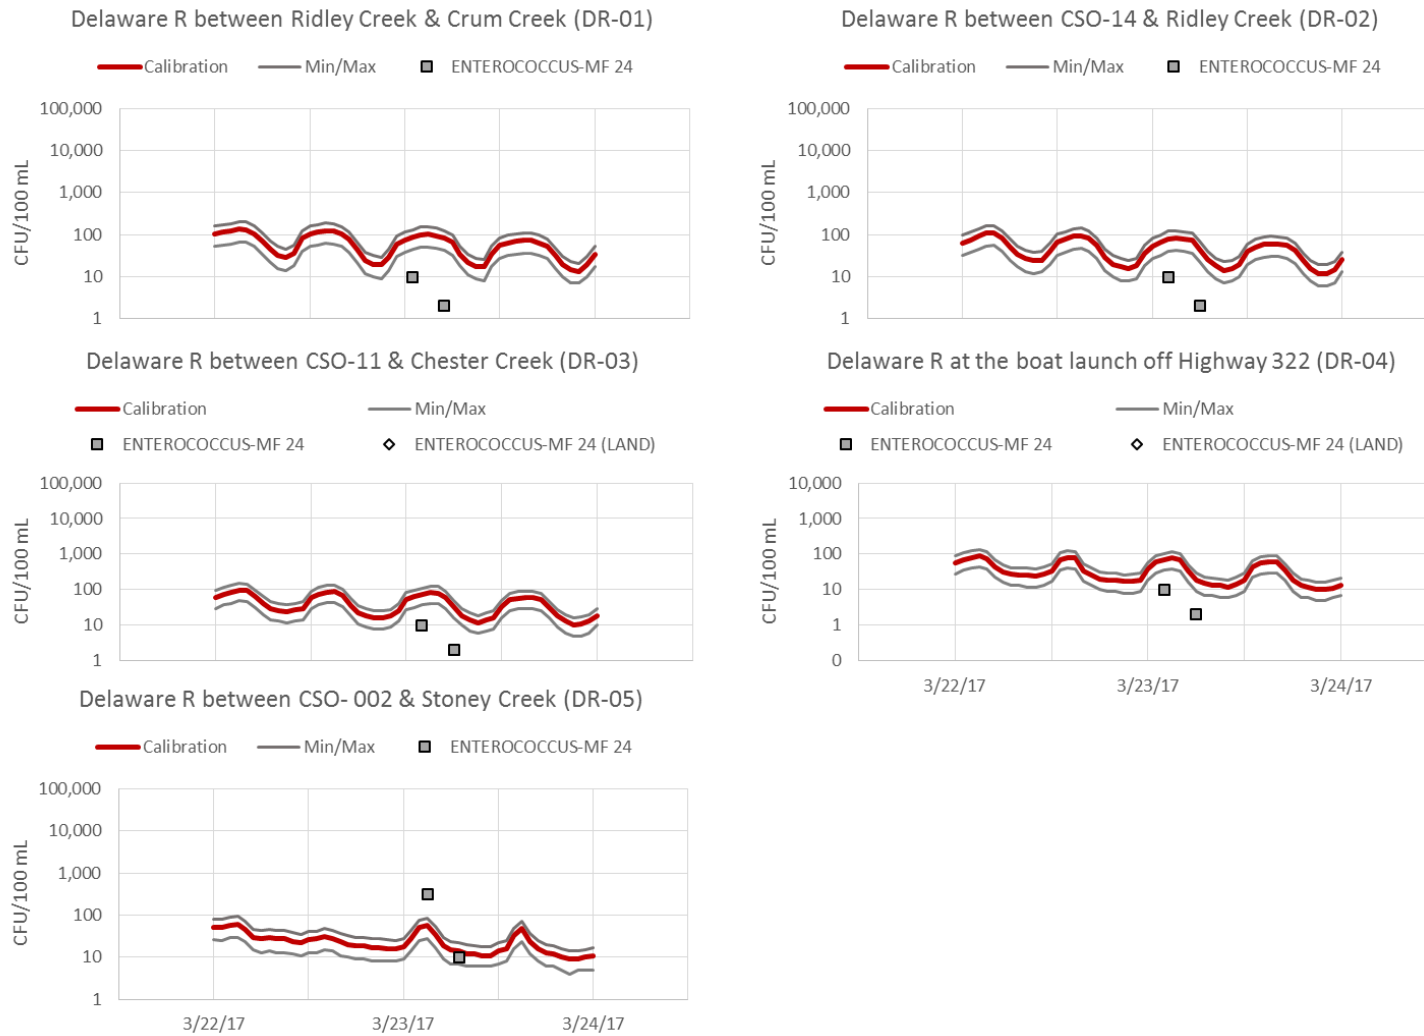 Delaware R between Ridley Creek & Crum Creek (DR-01)
Calibration Min/Max ENTEROCOCCUS-MF 24
CFU/100 mL
100,000
10,000
1,000
100
10
1
Delaware R between CSO-14 & Ridley Creek (DR-02)
Calibration Min/Max ENTEROCOCCUS-MF 24
CFU/100 mL
100,000
10,000
1,000
100
10
1
Delaware R between CSO-11 & Chester Creek (DR-03)
Calibration Min/Max
ENTEROCOCCUS-MF 24 ENTEROCOCCUS-MF 24 (LAND)
CFU/100 mL
100,000
10,000
1,000
100
10
1
Delaware R at the boat launch off Highway 322 (DR-04)
Calibration Min/Max
ENTEROCOCCUS-MF 24 ENTEROCOCCUS-MF 24 (LAND)
CFU/100 mL
10,000
1,000
100
10
1
0
3/22/17 3/23/17 3/24/17
Delaware R between CSO- 002 & Stoney Creek (DR-05)
Calibration Min/Max ENTEROCOCCUS-MF 24
CFU/100 mL
100,000
10,000
1,000
100
10
1
3/22/17 3/23/17 3/24/17